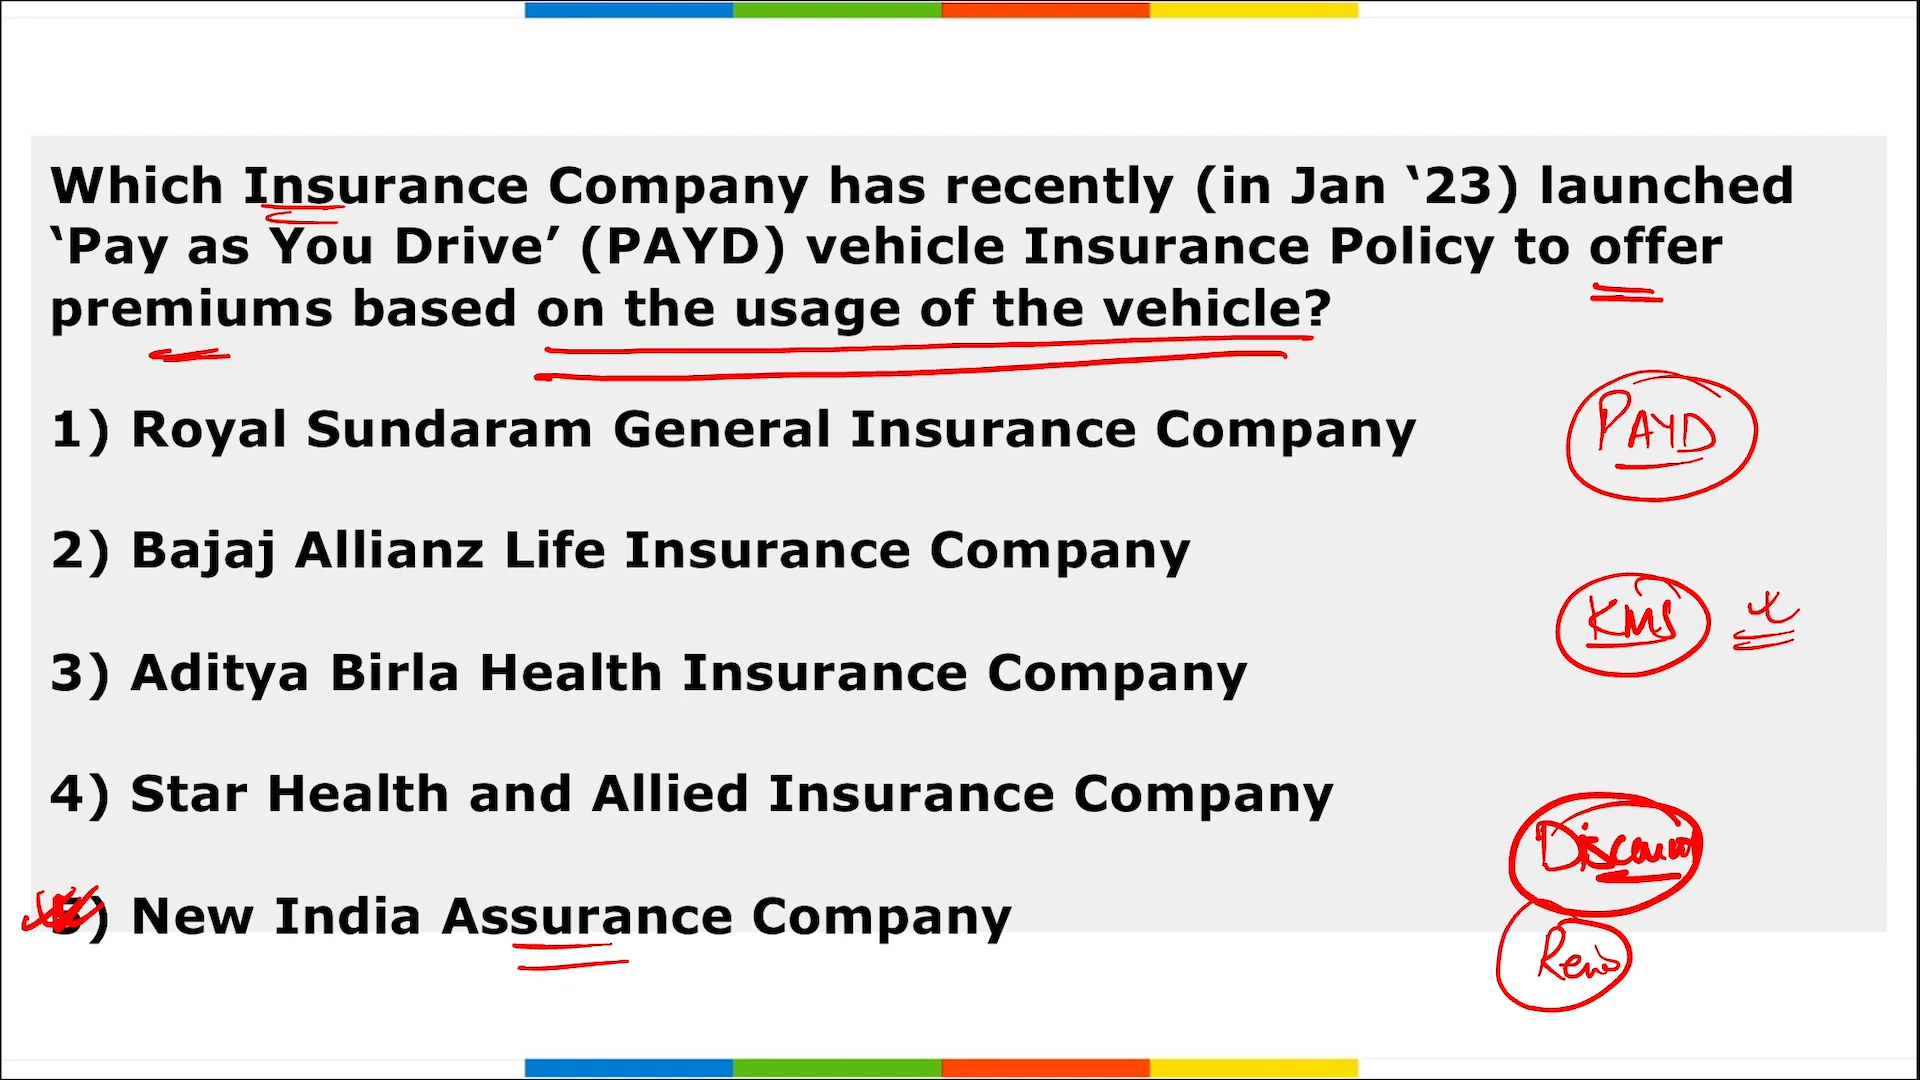 Which Insurance Company has recently (in Jan ‘23) launched
‘Pay as You Drive’ (PAYD) vehicle Insurance Policy to offer
premiums based on the usage of the vehicle?
1) Royal Sundaram General Insurance Company
PAYD
2) Bajaj Allianz Life Insurance Company
KMS
3) Aditya Birla Health Insurance Company
4) Star Health and Allied Insurance Company
Discount
5) New India Assurance Company